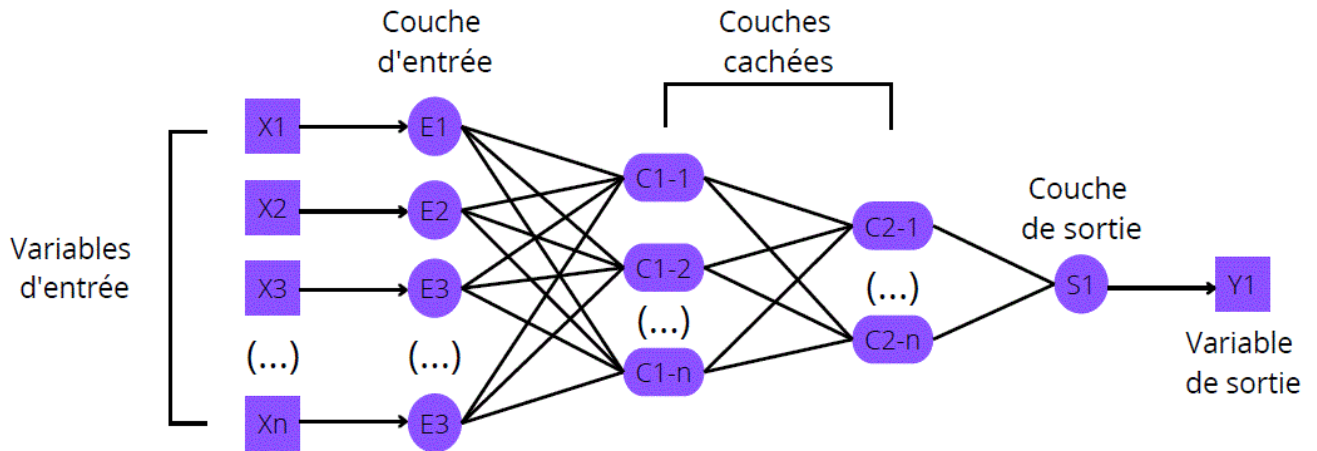 Couche
d'entrée
Couches
cachées
X1
E1
C1-1
X2
E2
Couche
de sortie
C2-1
Variables
d'entrée
X3
E3
C1-2
(...)
S1
Y1
(...)
(...)
(...)
C2-n
Variable
de sortie
C1-n
Xn
E3